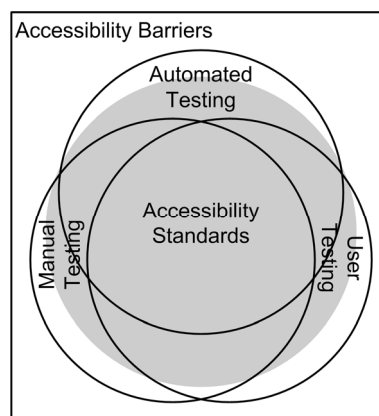 Accessibility Barriers
Automated
Testing
Accessibility
Standards
Manual
Testing
User
Testing